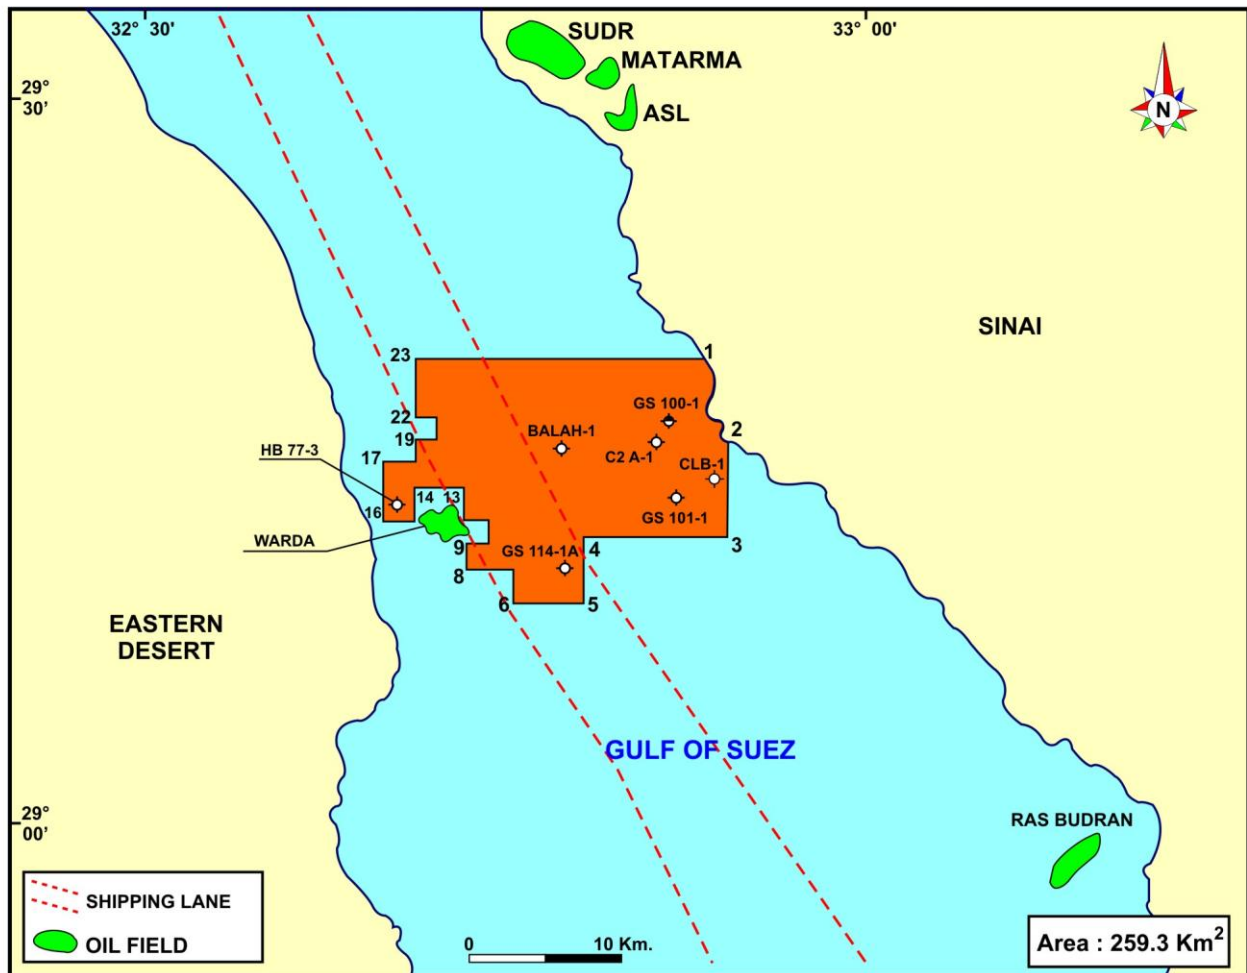 32° 30'
33° 00'
SUDR
MATARMA
ASL
29°
30'
N
SINAI
23
1
22
GS 100-1
2
19
BALAH-1
HB 77-3
17
C2 A-1
CLB-1
14
13
16
GS 101-1
WARDA
9
GS 114-1A
4
3
8
6
5
EASTERN
DESERT
GULF OF SUEZ
29°
00'
RAS BUDRAN
SHIPPING LANE
OIL FIELD
0
10 Km.
Area : 259.3 Km²